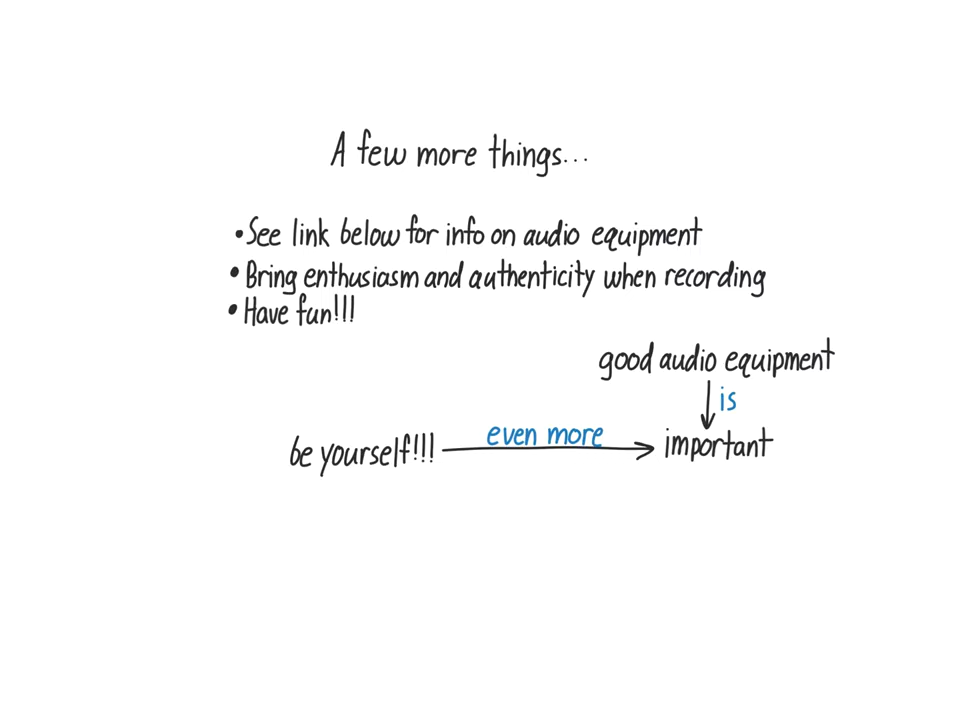 A few more things...
•See link below for info on audio equipment
•Bring enthusiasm and authenticity when recording
•Have fun!!!
good audio equipment
is
even more
be yourself!!! important